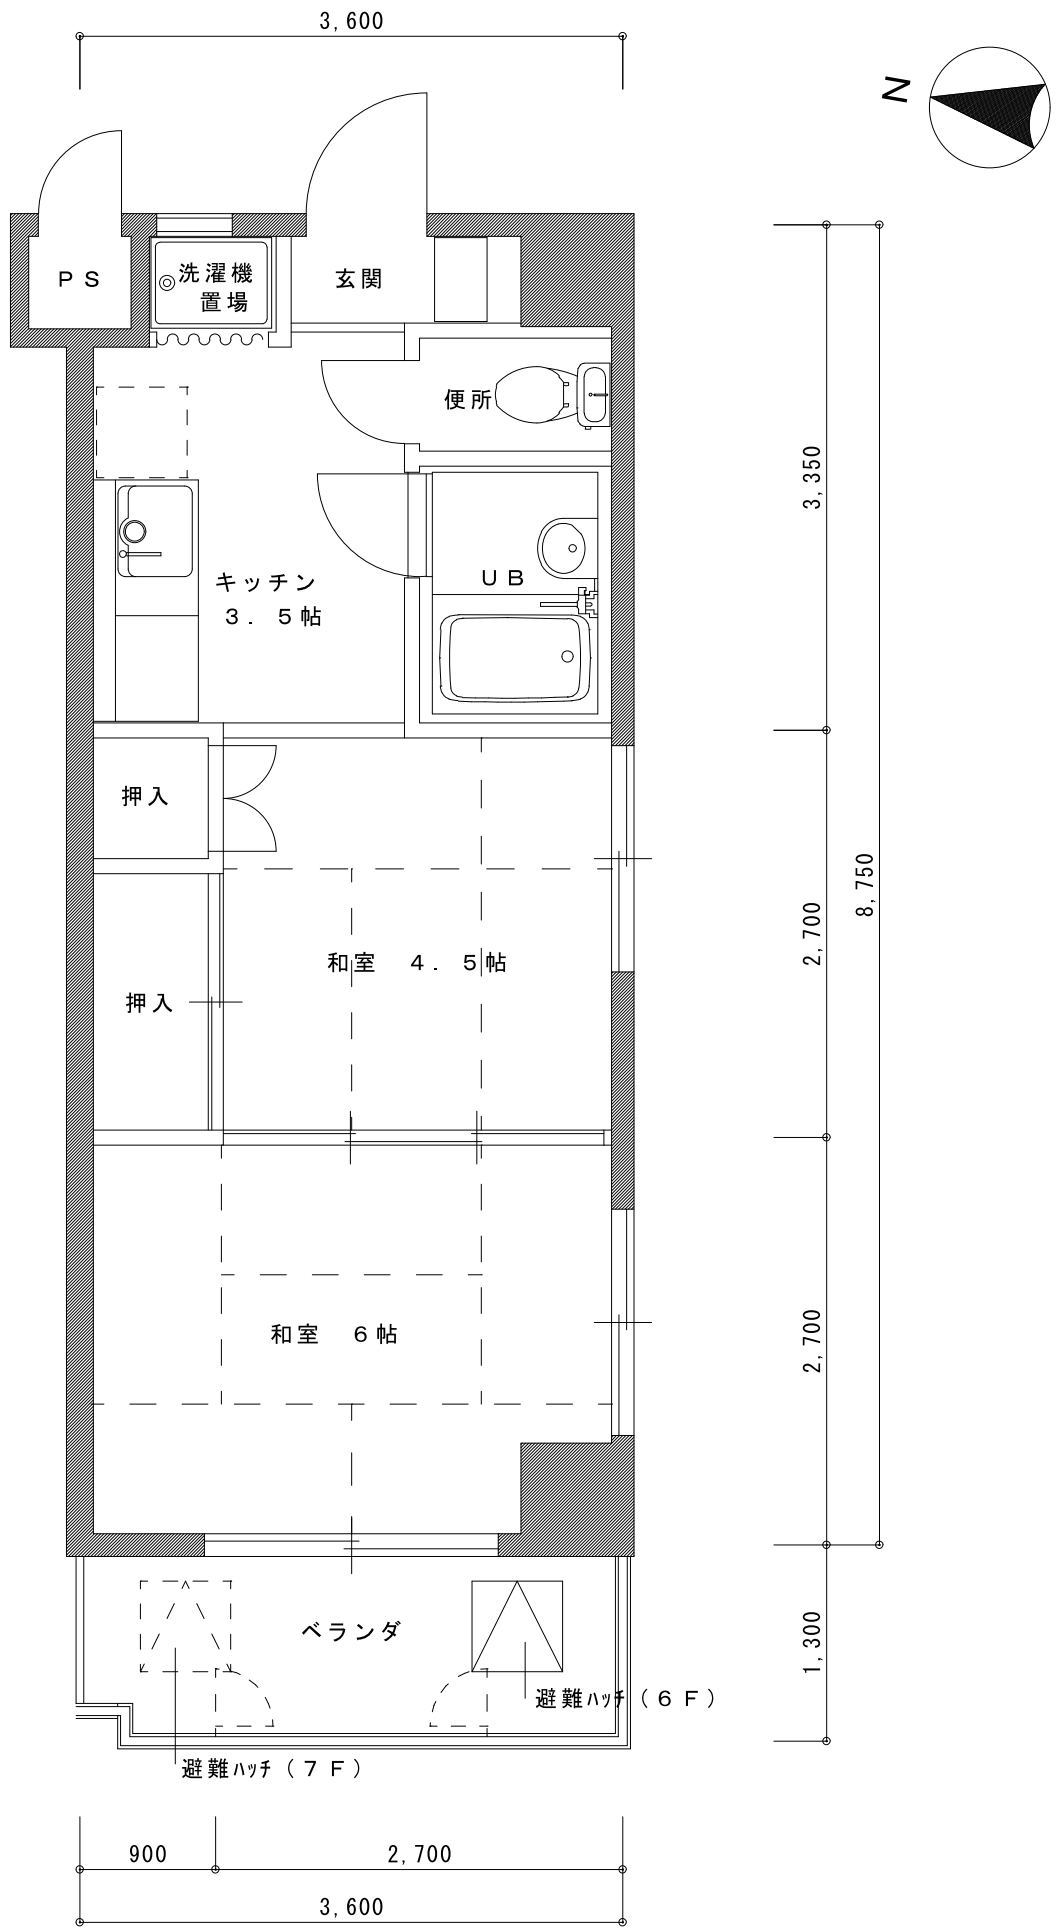 3,600
N
PS
洗濯機
置場
玄関
便所
3,350
UB
キッチン
3.5帖
押入
8,750
2,700
和室 4.5帖
押入
和室 6帖
2,700
ベランダ
1,300
避難ハッチ(6F)
避難ハッチ(7F)
900
2,700
3,600